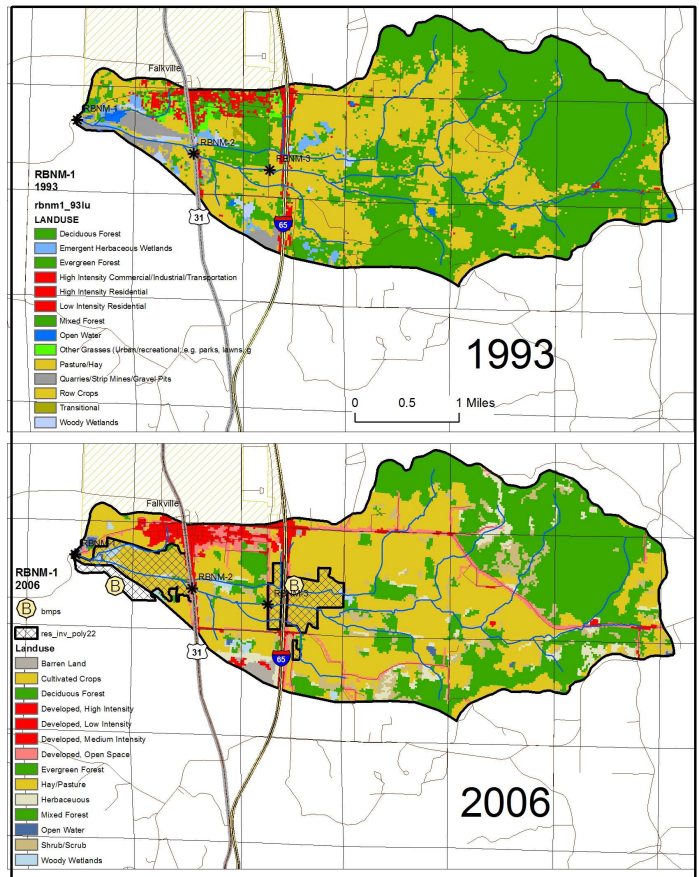 Falkville
RBNM-1
RBNM-2
RBNM-3
RBNM-1
1993
rbnm1_93lu
LANDUSE
Deciduous Forest
Emergent Herbaceous Wetlands
Evergreen Forest
High Intensity Commercial/Industrial/Transportation
High Intensity Residential
Low Intensity Residential
Mixed Forest
Open Water
Other Grasses (Urban/recreational; e.g. parks, lawns, g
Pasture/Hay
Quarries/Strip Mines/Gravel Pits
Row Crops
Transitional
Woody Wetlands
31
65
1993
0 0.5 1 Miles
Falkville
RBNM-1
RBNM-2
RBNM-3
B
B
RBNM-1
2006
B bmps
res_inv_poly22
Landuse
Barren Land
Cultivated Crops
Deciduous Forest
Developed, High Intensity
Developed, Low Intensity
Developed, Medium Intensity
Developed, Open Space
Evergreen Forest
Hay/Pasture
Herbaceuous
Mixed Forest
Open Water
Shrub/Scrub
Woody Wetlands
31
65
2006